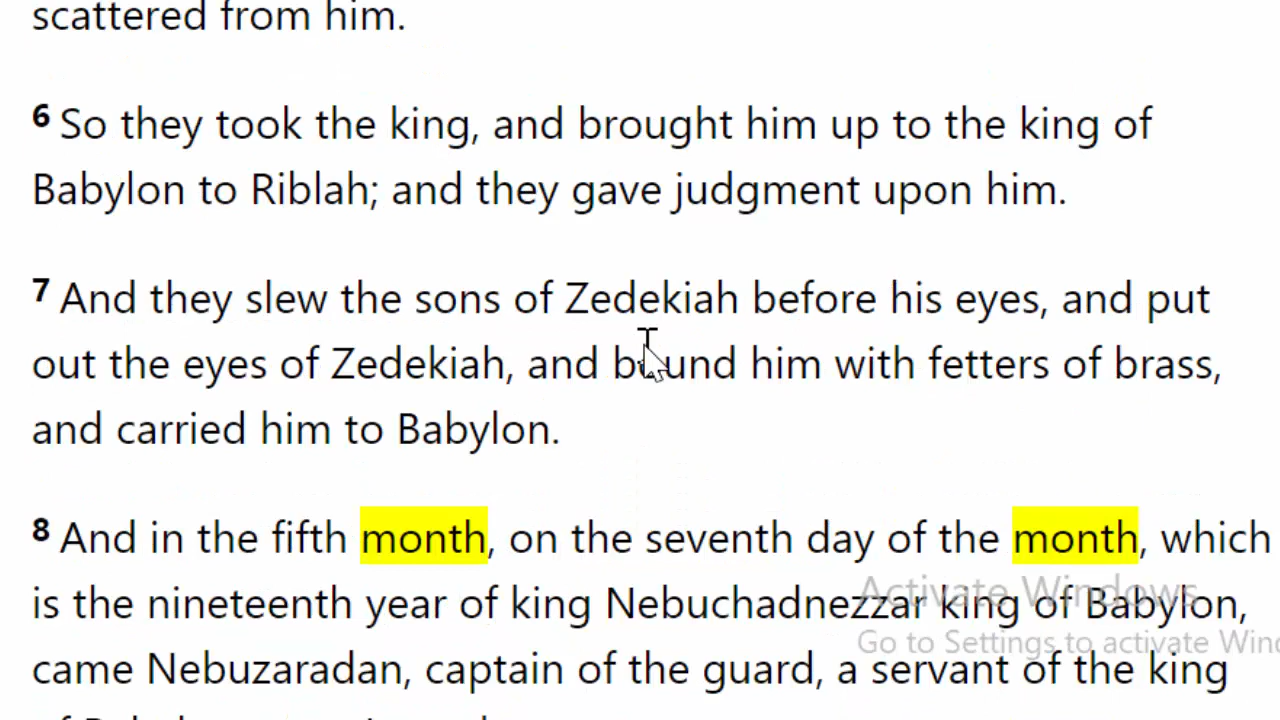 scattered from him.
6 So they took the king, and brought him up to the king of
Babylon to Riblah; and they gave judgment upon him.
7 And they slew the sons of Zedekiah before his eyes, and put
out the eyes of Zedekiah, and bound him with fetters of brass,
and carried him to Babylon.
8 And in the fifth month, on the seventh day of the month, which
is the nineteenth year of king Nebuchadnezzar king of Babylon,
came Nebuzaradan, captain of the guard, a servant of the king
Activate Windows
Go to Settings to activate Wind